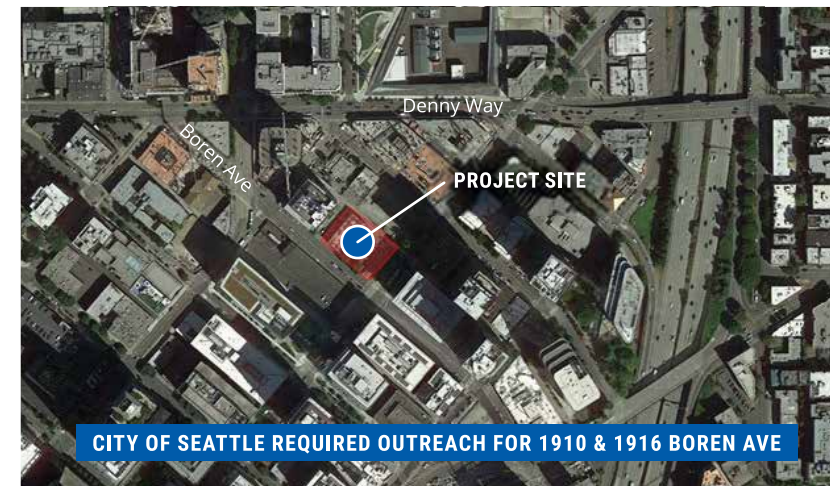 Denny Way
Boren Ave
PROJECT SITE
CITY OF SEATTLE REQUIRED OUTREACH FOR 1910 & 1916 BOREN AVE